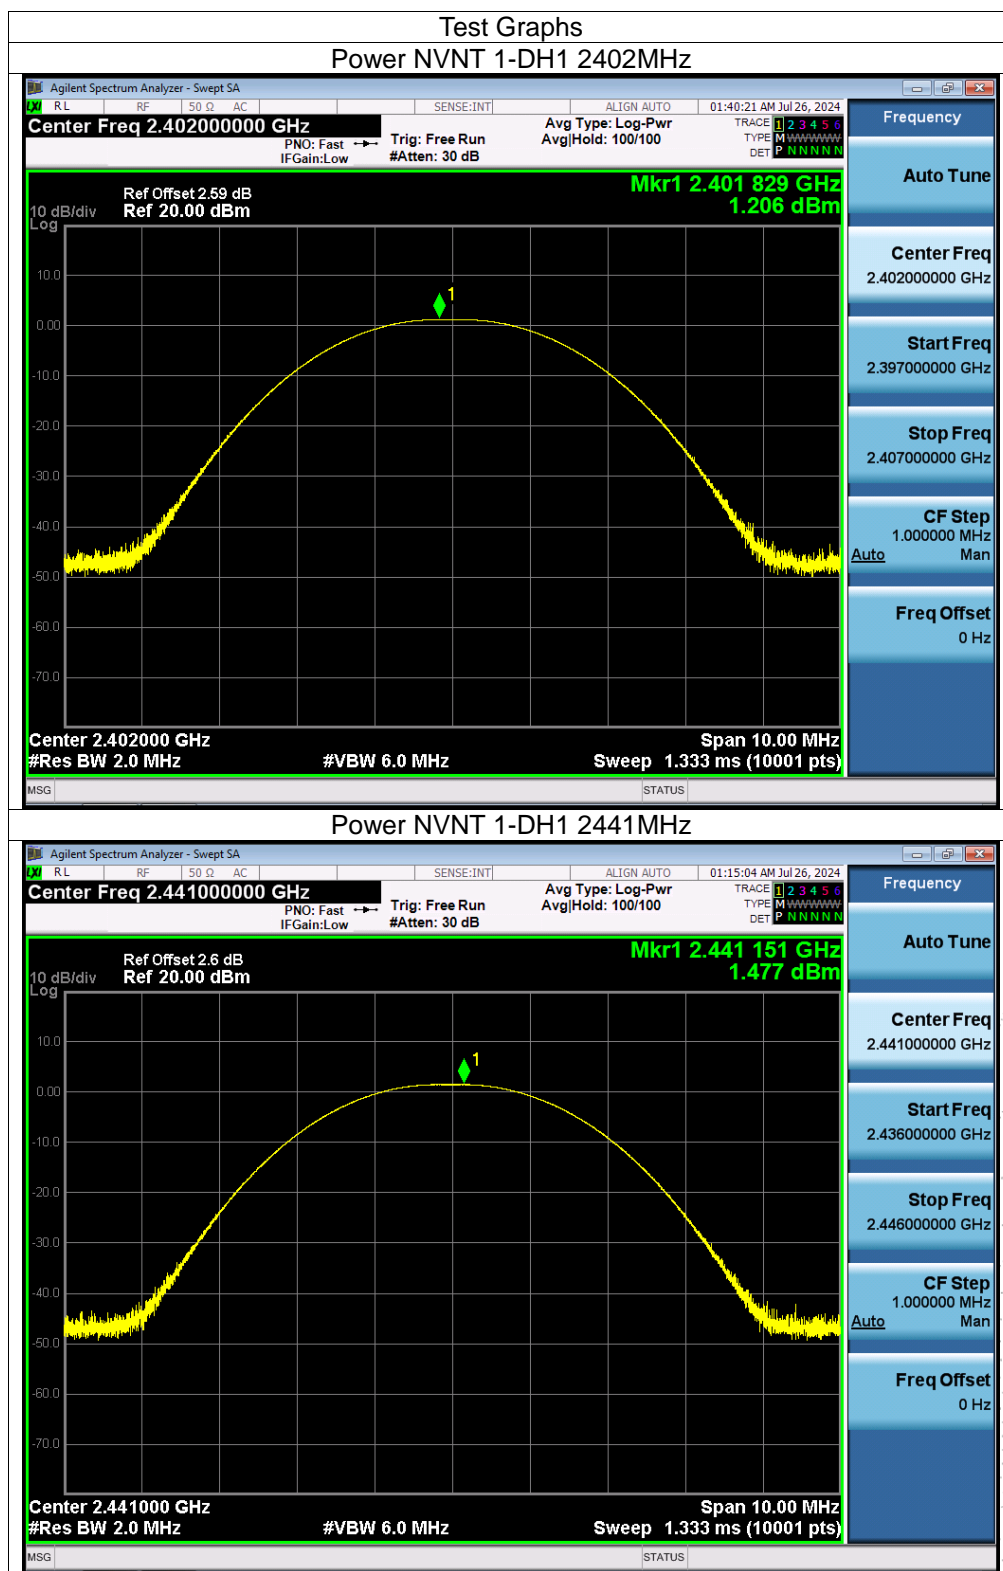 Test Graphs
Power NVNT 1-DH1 2402MHz
Agilent Spectrum Analyzer - Swept SA
LXI RL RF 50 Ω AC SENSE:INT ALIGN AUTO 01:40:21 AM Jul 26, 2024
Center Freq 2.402000000 GHz
PNO: Fast
IFGain:Low
Trig: Free Run
#Atten: 30 dB
Avg Type: Log-Pwr
Avg|Hold: 100/100
TRACE 1 2 3 4 5 6
TYPE M WWWWW
DET P N N N N N
Ref Offset 2.59 dB
Ref 20.00 dBm
10 dB/div
Log
Mkr1 2.401 829 GHz
1.206 dBm
1
10.0
0.00
-10.0
-20.0
-30.0
-40.0
-50.0
-60.0
-70.0
Center 2.402000 GHz
Span 10.00 MHz
#Res BW 2.0 MHz
#VBW 6.0 MHz
Sweep 1.333 ms (10001 pts)
MSG
STATUS
Frequency
Auto Tune
Center Freq
2.402000000 GHz
Start Freq
2.397000000 GHz
Stop Freq
2.407000000 GHz
CF Step
1.000000 MHz
Auto Man
Freq Offset
0 Hz
Power NVNT 1-DH1 2441MHz
Agilent Spectrum Analyzer - Swept SA
LXI RL RF 50 Ω AC SENSE:INT ALIGN AUTO 01:15:04 AM Jul 26, 2024
Center Freq 2.441000000 GHz
PNO: Fast
IFGain:Low
Trig: Free Run
#Atten: 30 dB
Avg Type: Log-Pwr
Avg|Hold: 100/100
TRACE 1 2 3 4 5 6
TYPE M WWWWW
DET P N N N N N
Ref Offset 2.6 dB
Ref 20.00 dBm
10 dB/div
Log
Mkr1 2.441 151 GHz
1.477 dBm
1
10.0
0.00
-10.0
-20.0
-30.0
-40.0
-50.0
-60.0
-70.0
Center 2.441000 GHz
Span 10.00 MHz
#Res BW 2.0 MHz
#VBW 6.0 MHz
Sweep 1.333 ms (10001 pts)
MSG
STATUS
Frequency
Auto Tune
Center Freq
2.441000000 GHz
Start Freq
2.436000000 GHz
Stop Freq
2.446000000 GHz
CF Step
1.000000 MHz
Auto Man
Freq Offset
0 Hz